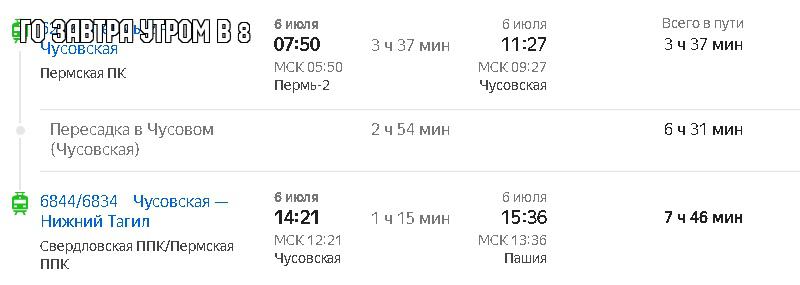 ГО ЗАВТРА УТРОМ В 8
Чусовская
Пермская ПК
6 июля
07:50
МСК 05:50
Пермь-2
3 ч 37 мин
6 июля
11:27
МСК 09:27
Чусовская
Всего в пути
3 ч 37 мин
Пересадка в Чусовом
(Чусовская)
2 ч 54 мин
6 ч 31 мин
6844/6834 Чусовская —
Нижний Тагил
Свердловская ППК/Пермская
ППК
6 июля
14:21
МСК 12:21
Чусовская
1 ч 15 мин
6 июля
15:36
МСК 13:36
Пашия
7 ч 46 мин